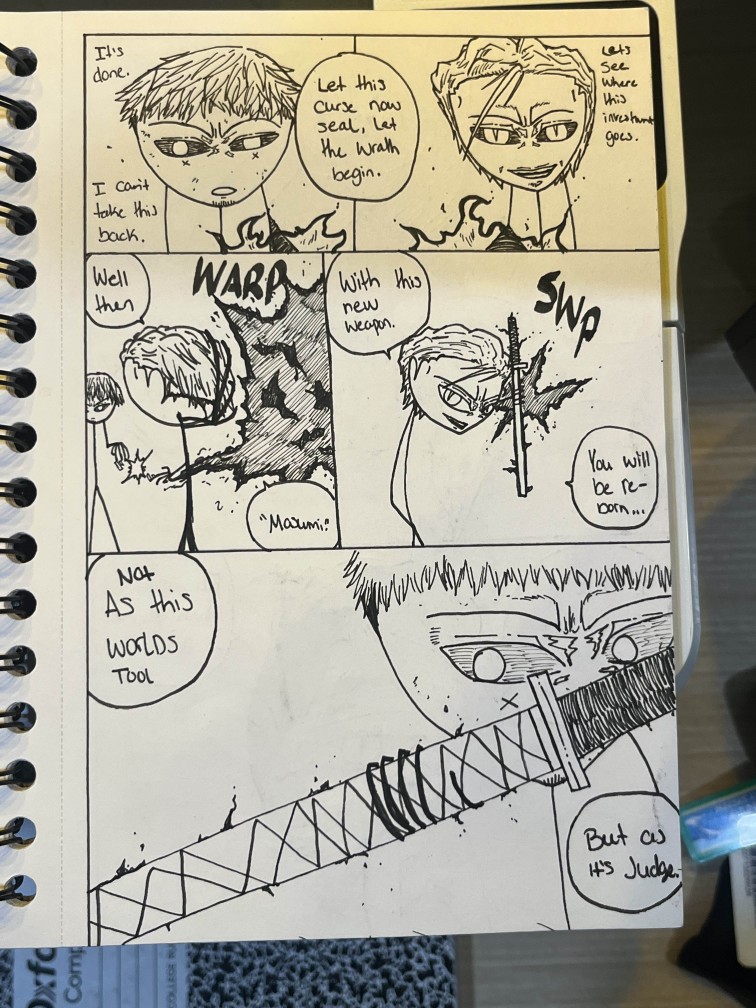 It's
done.
I can't
take this
back.
Let this
curse now
seal, let
the wrath
begin.
Lets
See
Where
this
investment
goes.
Well
then
WARP
"Masumi."
With this
new
weapon.
SWP
You will
be re-
born...
Not
As this
WORLDS
TOOL
But as
it's Judge.
Comp
COLLEGE